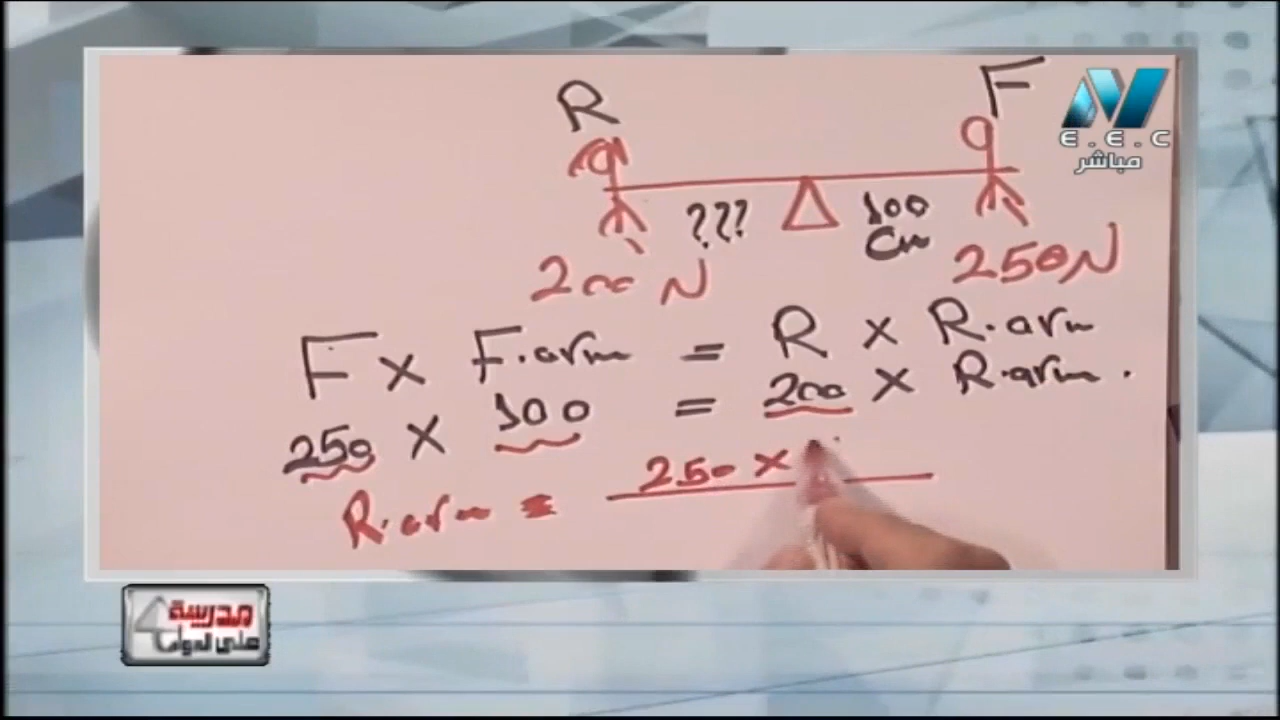 R
F
E.E.C
مباشر
???
100
Cm
200 N
250 N
F × F.arm = R × R.arm
250 × 100 = 200 × R.arm.
R.arm = 250 ×
مدرسة
على الهواء